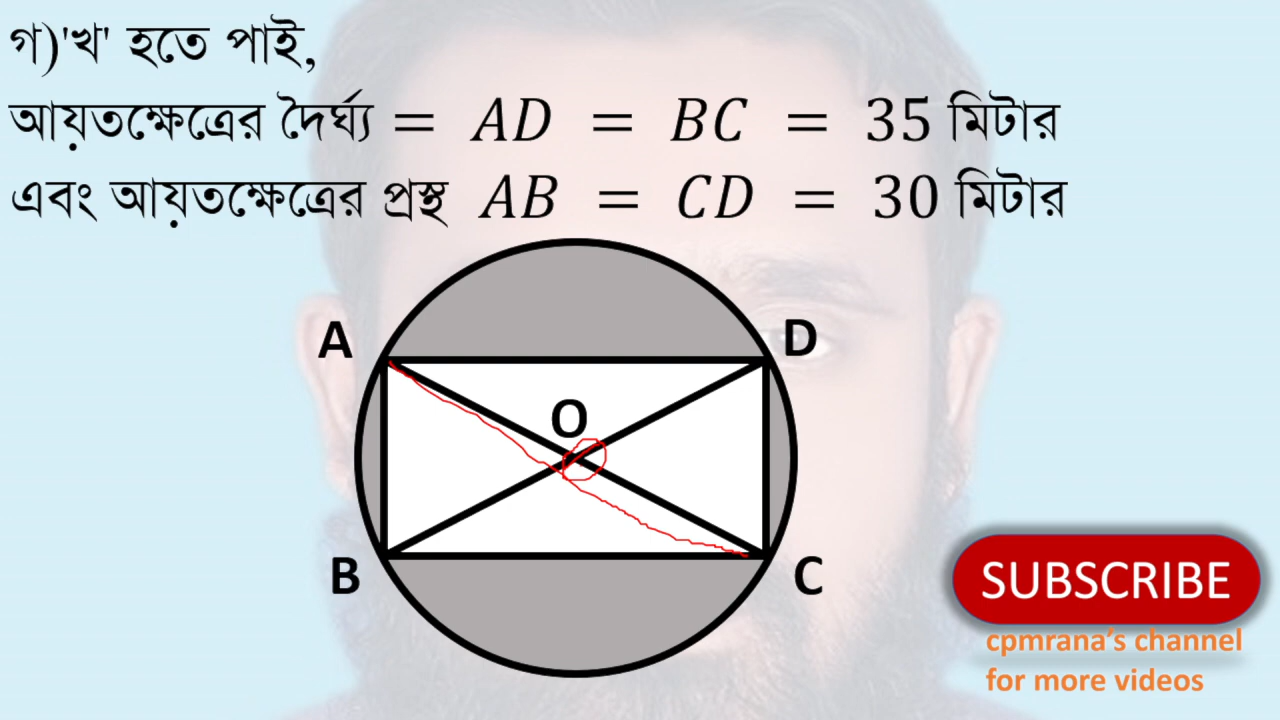 গ)'খ' হতে পাই,
আয়তক্ষেত্রের দৈর্ঘ্য = AD = BC = 35 মিটার
এবং আয়তক্ষেত্রের প্রস্থ AB = CD = 30 মিটার
A
D
O
B
C
SUBSCRIBE
cpmrana's channel
for more videos